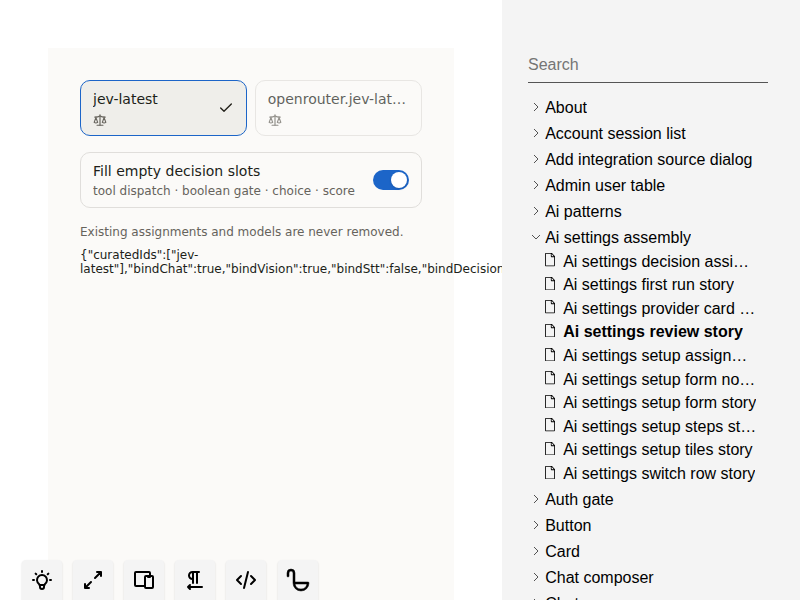 jev-latest
openrouter.jev-lat...
Fill empty decision slots
tool dispatch · boolean gate · choice · score
Existing assignments and models are never removed.
{"curatedIds":["jev-
latest"],"bindChat":true,"bindVision":true,"bindStt":false,"bindDecision
Search
About
Account session list
Add integration source dialog
Admin user table
Ai patterns
Ai settings assembly
Ai settings decision assi...
Ai settings first run story
Ai settings provider card ...
Ai settings review story
Ai settings setup assign...
Ai settings setup form no...
Ai settings setup form story
Ai settings setup steps st...
Ai settings setup tiles story
Ai settings switch row story
Auth gate
Button
Card
Chat composer